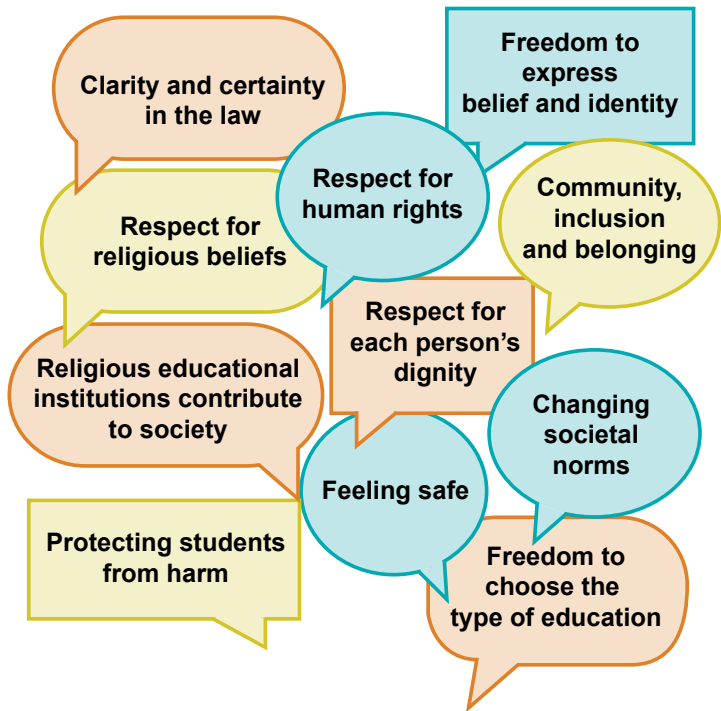 Clarity and certainty
in the law
Freedom to
express
belief and identity
Respect for
human rights
Community,
inclusion
and belonging
Respect for
religious beliefs
Respect for
each person’s
dignity
Religious educational
institutions contribute
to society
Changing
societal
norms
Feeling safe
Protecting students
from harm
Freedom to
choose the
type of education